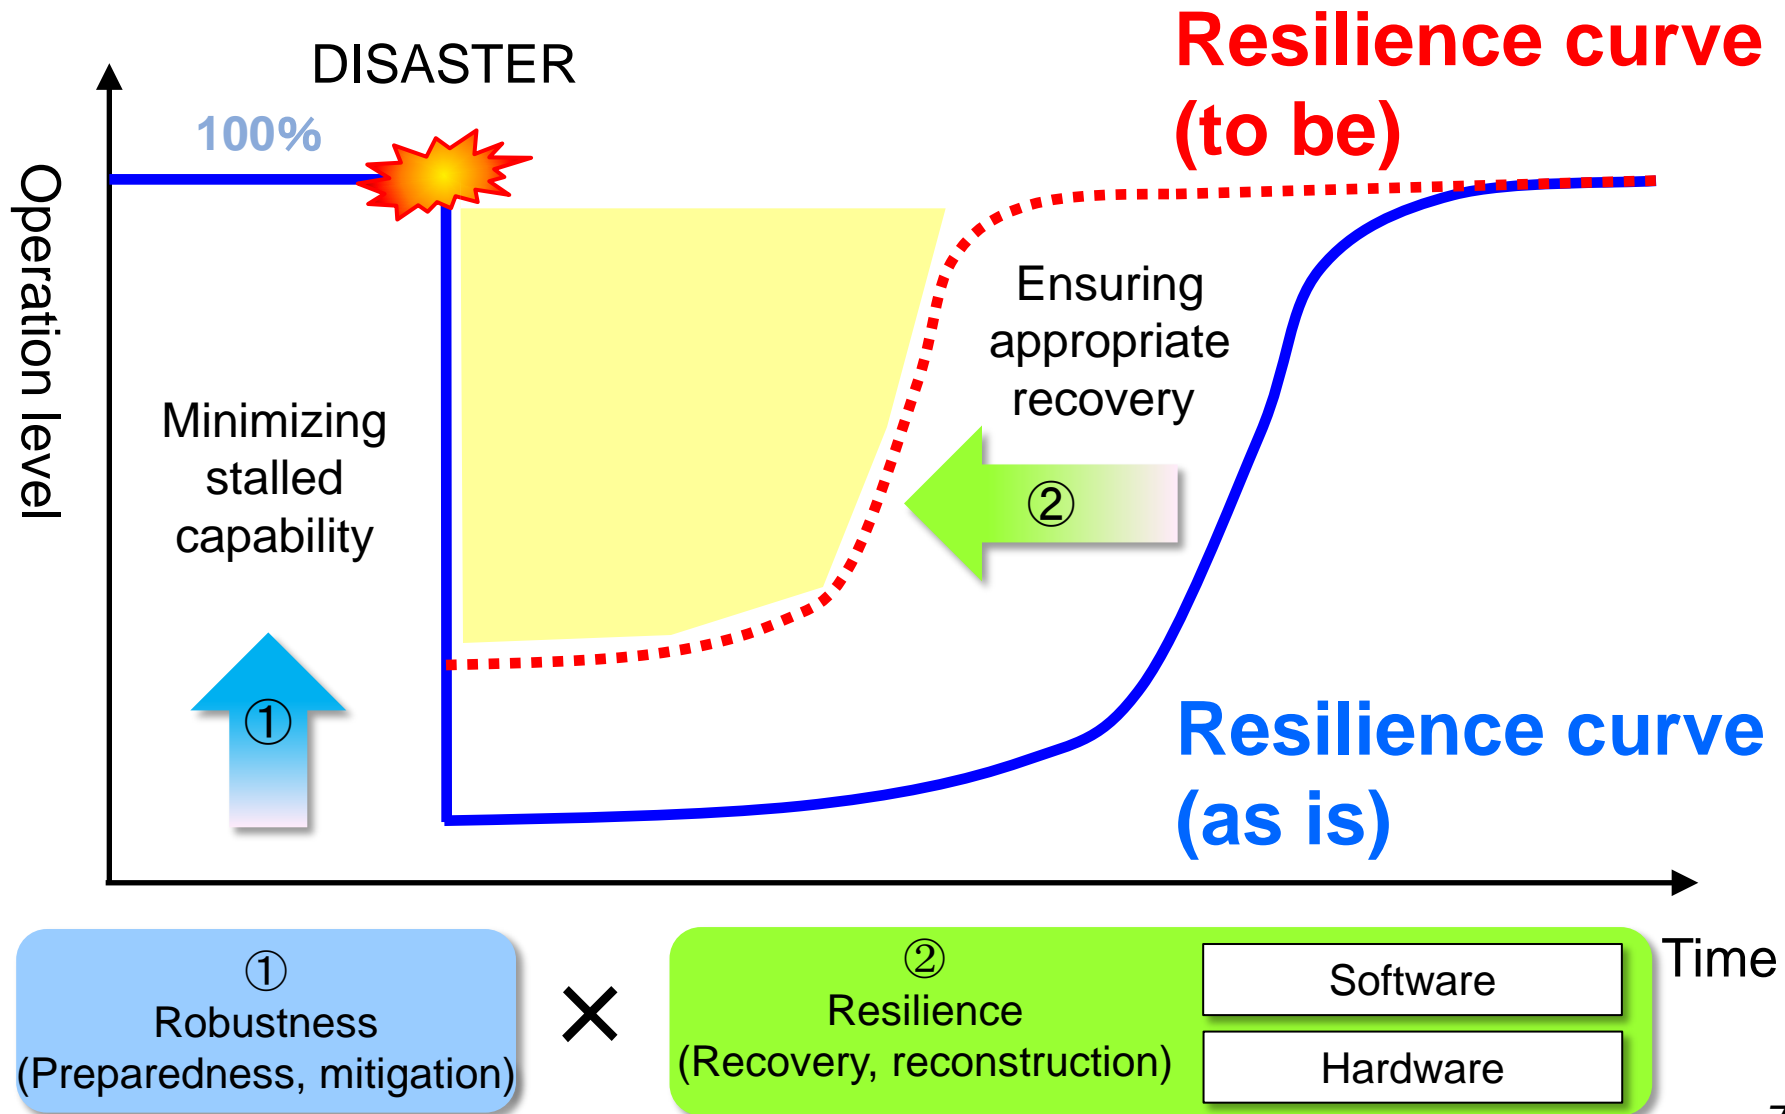 Resilience curve
(to be)
DISASTER
100%
Operation level
Ensuring
appropriate
recovery
Minimizing
stalled
capability
②
①
Resilience curve
(as is)
Time
①
Robustness
(Preparedness, mitigation)
×
②
Resilience
(Recovery, reconstruction)
Software
Hardware